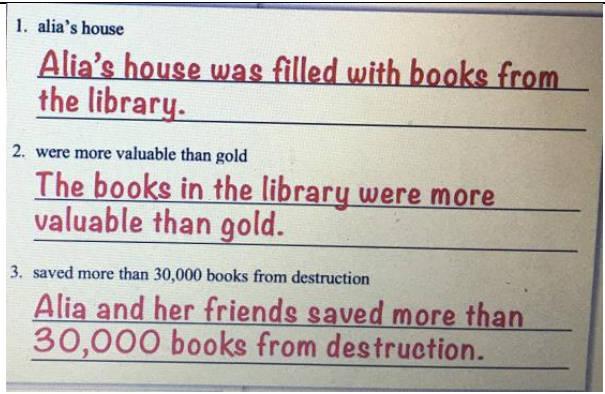 1. alia's house
Alia's house was filled with books from
the library.
2. were more valuable than gold
The books in the library were more
valuable than gold.
3. saved more than 30,000 books from destruction
Alia and her friends saved more than
30,000 books from destruction.